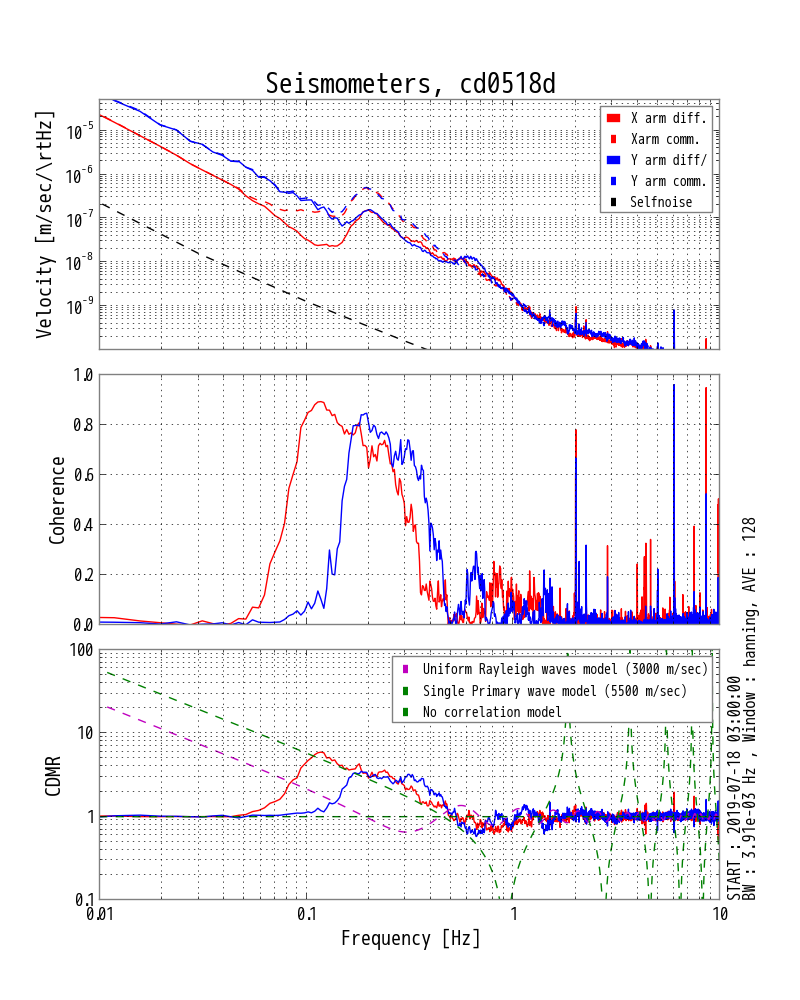 Seismometers, cd0518d
Velocity [m/sec/\rtHz]
10^-5
10^-6
10^-7
10^-8
10^-9
X arm diff.
Xarm comm.
Y arm diff/
Y arm comm.
Selfnoise
Coherence
1.0
0.8
0.6
0.4
0.2
0.0
CDMR
100
10
1
0.1
Uniform Rayleigh waves model (3000 m/sec)
Single Primary wave model (5500 m/sec)
No correlation model
0.01
0.1
1
10
Frequency [Hz]
START : 2019-07-18 03:00:00
BW : 3.91e-03 Hz , Window : hanning, AVE : 128